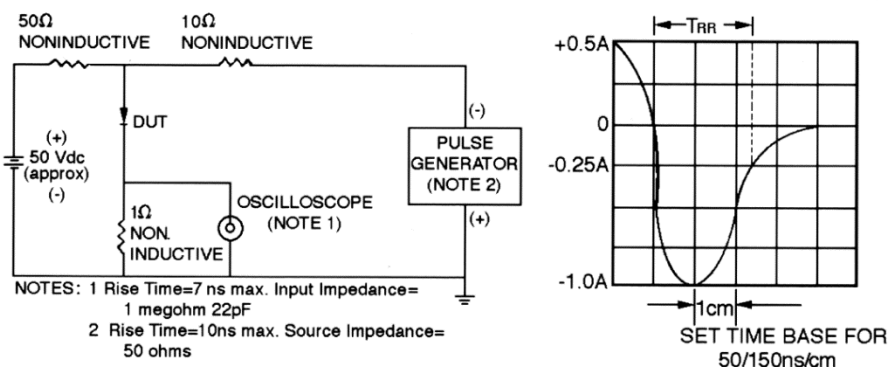 50Ω
NONINDUCTIVE
10Ω
NONINDUCTIVE
DUT
(+)
50 Vdc
(approx)
(-)
1Ω
NON.
INDUCTIVE
OSCILLOSCOPE
(NOTE 1)
(-)
PULSE
GENERATOR
(NOTE 2)
(+)
NOTES: 1 Rise Time=7 ns max. Input Impedance=
1 megohm 22pF
2 Rise Time=10ns max. Source Impedance=
50 ohms
TRR
+0.5A
0
-0.25A
-1.0A
1cm
SET TIME BASE FOR
50/150ns/cm